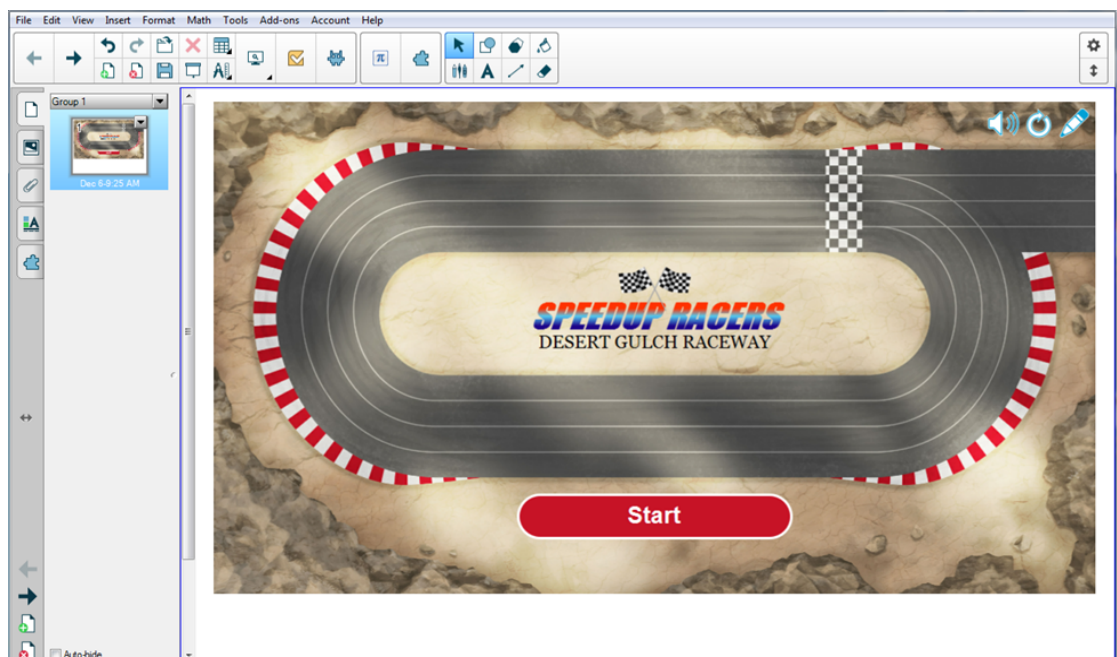 File Edit View Insert Format Math Tools Add-ons Account Help
π
A
Group 1
1
Dec 6-9:25 AM
A
SPEEDUP RACERS
DESERT GULCH RACEWAY
Start
Auto-hide